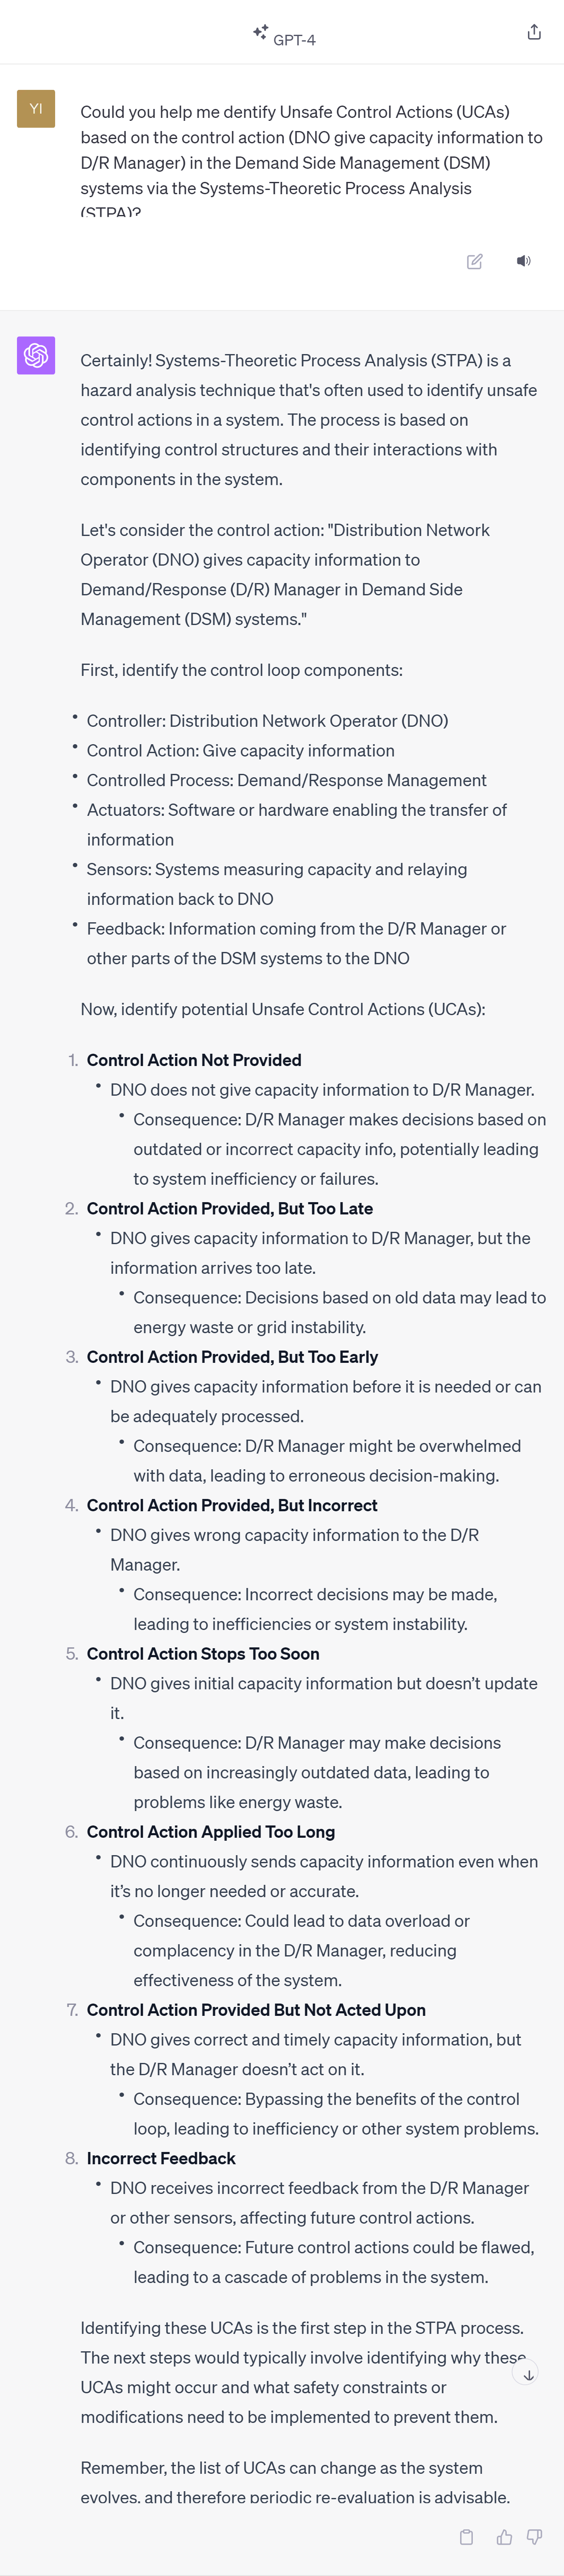 GPT-4
YI
Could you help me dentify Unsafe Control Actions (UCAs)
based on the control action (DNO give capacity information to
D/R Manager) in the Demand Side Management (DSM)
systems via the Systems-Theoretic Process Analysis
(STPA)?
Certainly! Systems-Theoretic Process Analysis (STPA) is a
hazard analysis technique that's often used to identify unsafe
control actions in a system. The process is based on
identifying control structures and their interactions with
components in the system.
Let's consider the control action: "Distribution Network
Operator (DNO) gives capacity information to
Demand/Response (D/R) Manager in Demand Side
Management (DSM) systems."
First, identify the control loop components:
• Controller: Distribution Network Operator (DNO)
• Control Action: Give capacity information
• Controlled Process: Demand/Response Management
• Actuators: Software or hardware enabling the transfer of
information
• Sensors: Systems measuring capacity and relaying
information back to DNO
• Feedback: Information coming from the D/R Manager or
other parts of the DSM systems to the DNO
Now, identify potential Unsafe Control Actions (UCAs):
1. Control Action Not Provided
• DNO does not give capacity information to D/R Manager.
• Consequence: D/R Manager makes decisions based on
outdated or incorrect capacity info, potentially leading
to system inefficiency or failures.
2. Control Action Provided, But Too Late
• DNO gives capacity information to D/R Manager, but the
information arrives too late.
• Consequence: Decisions based on old data may lead to
energy waste or grid instability.
3. Control Action Provided, But Too Early
• DNO gives capacity information before it is needed or can
be adequately processed.
• Consequence: D/R Manager might be overwhelmed
with data, leading to erroneous decision-making.
4. Control Action Provided, But Incorrect
• DNO gives wrong capacity information to the D/R
Manager.
• Consequence: Incorrect decisions may be made,
leading to inefficiencies or system instability.
5. Control Action Stops Too Soon
• DNO gives initial capacity information but doesn’t update
it.
• Consequence: D/R Manager may make decisions
based on increasingly outdated data, leading to
problems like energy waste.
6. Control Action Applied Too Long
• DNO continuously sends capacity information even when
it’s no longer needed or accurate.
• Consequence: Could lead to data overload or
complacency in the D/R Manager, reducing
effectiveness of the system.
7. Control Action Provided But Not Acted Upon
• DNO gives correct and timely capacity information, but
the D/R Manager doesn’t act on it.
• Consequence: Bypassing the benefits of the control
loop, leading to inefficiency or other system problems.
8. Incorrect Feedback
• DNO receives incorrect feedback from the D/R Manager
or other sensors, affecting future control actions.
• Consequence: Future control actions could be flawed,
leading to a cascade of problems in the system.
Identifying these UCAs is the first step in the STPA process.
The next steps would typically involve identifying why these
UCAs might occur and what safety constraints or
modifications need to be implemented to prevent them.
Remember, the list of UCAs can change as the system
evolves, and therefore periodic re-evaluation is advisable.